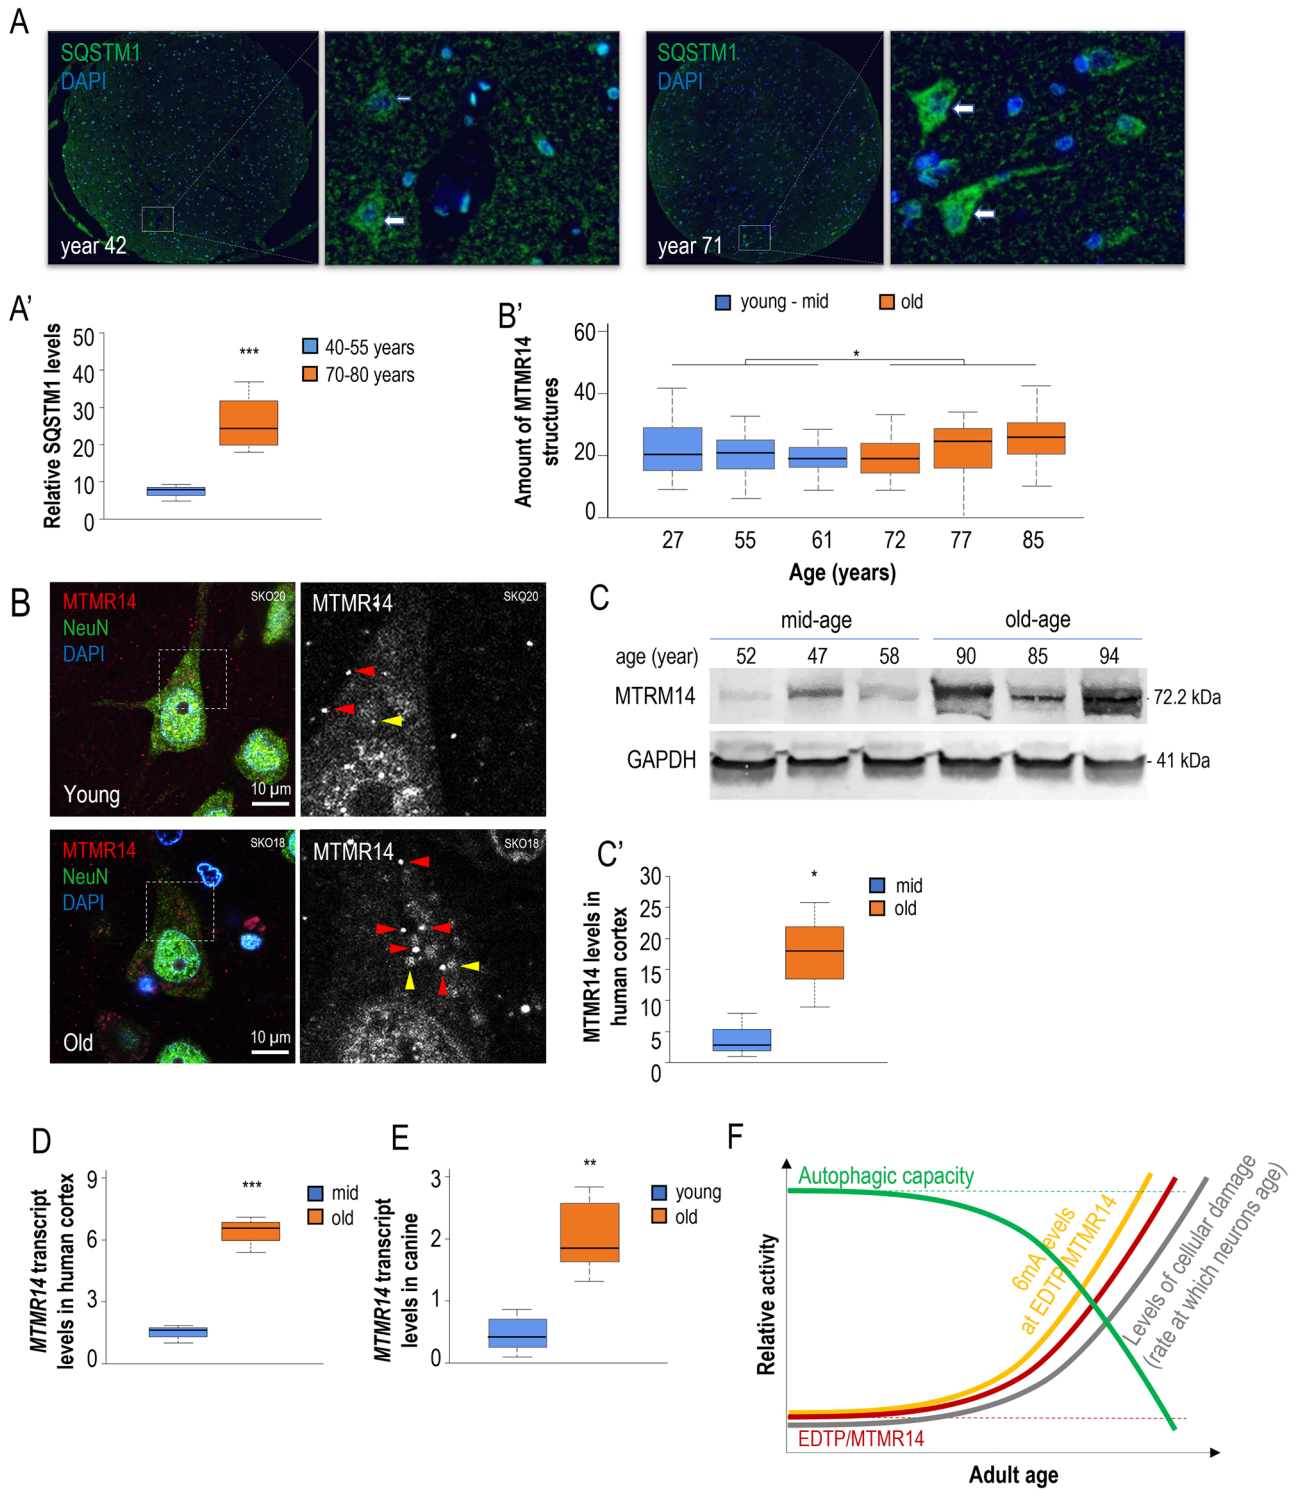 A
SQSTM1
DAPI
year 42
SQSTM1
DAPI
year 71
A'
Relative SQSTM1 levels
50
40
30
20
10
0
***
40-55 years
70-80 years
B'
young - mid
old
Amount of MTMR14
structures
60
40
20
0
*
27 55 61 72 77 85
Age (years)
B
MTMR14
NeuN
DAPI
SKO20
Young
10 µm
MTMR14
SKO20
MTMR14
NeuN
DAPI
SKO18
Old
10 µm
MTMR14
SKO18
C
mid-age old-age
age (year) 52 47 58 90 85 94
MTRM14 - 72.2 kDa
GAPDH - 41 kDa
C'
MTMR14 levels in
human cortex
30
25
20
15
10
5
0
*
mid
old
D
MTMR14 transcript
levels in human cortex
9
6
3
0
***
mid
old
E
MTMR14 transcript
levels in canine
3
2
1
0
**
young
old
F
Relative activity
Autophagic capacity
6mA levels
at EDTP/MTMR14
Levels of cellular damage
(rate at which neurons age)
EDTP/MTMR14
Adult age